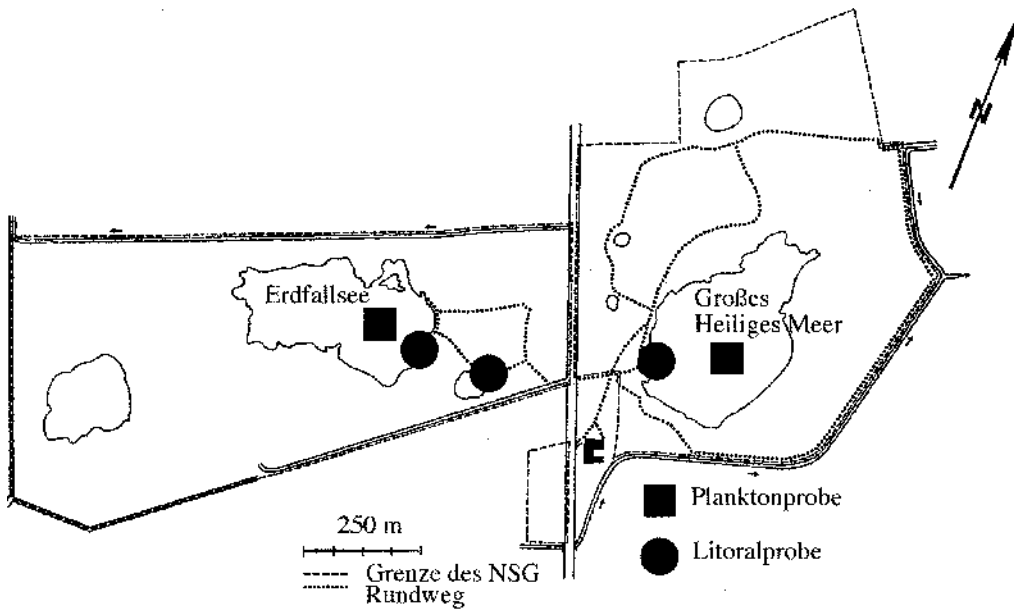 N
Erdfallsee
Großes
Heiliges Meer
Planktonprobe
250 m
Litoralprobe
Grenze des NSG
Rundweg